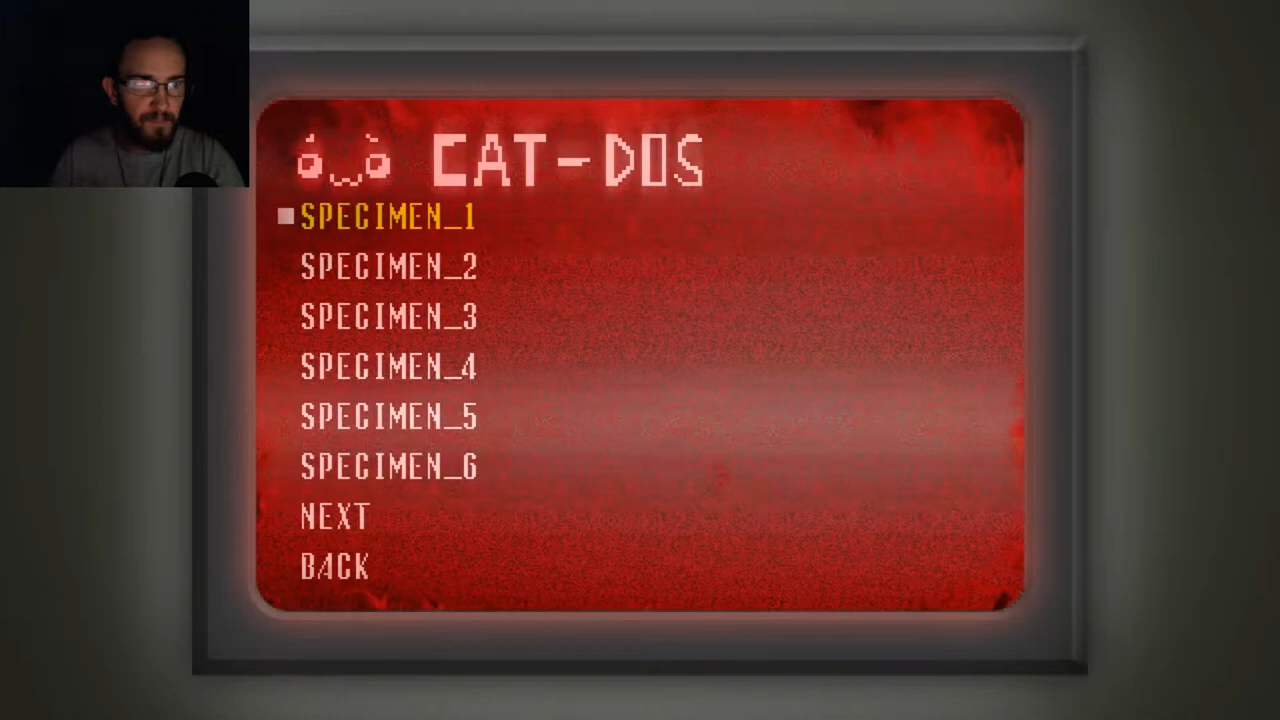 CAT-DOS
SPECIMEN_1
SPECIMEN_2
SPECIMEN_3
SPECIMEN_4
SPECIMEN_5
SPECIMEN_6
NEXT
BACK